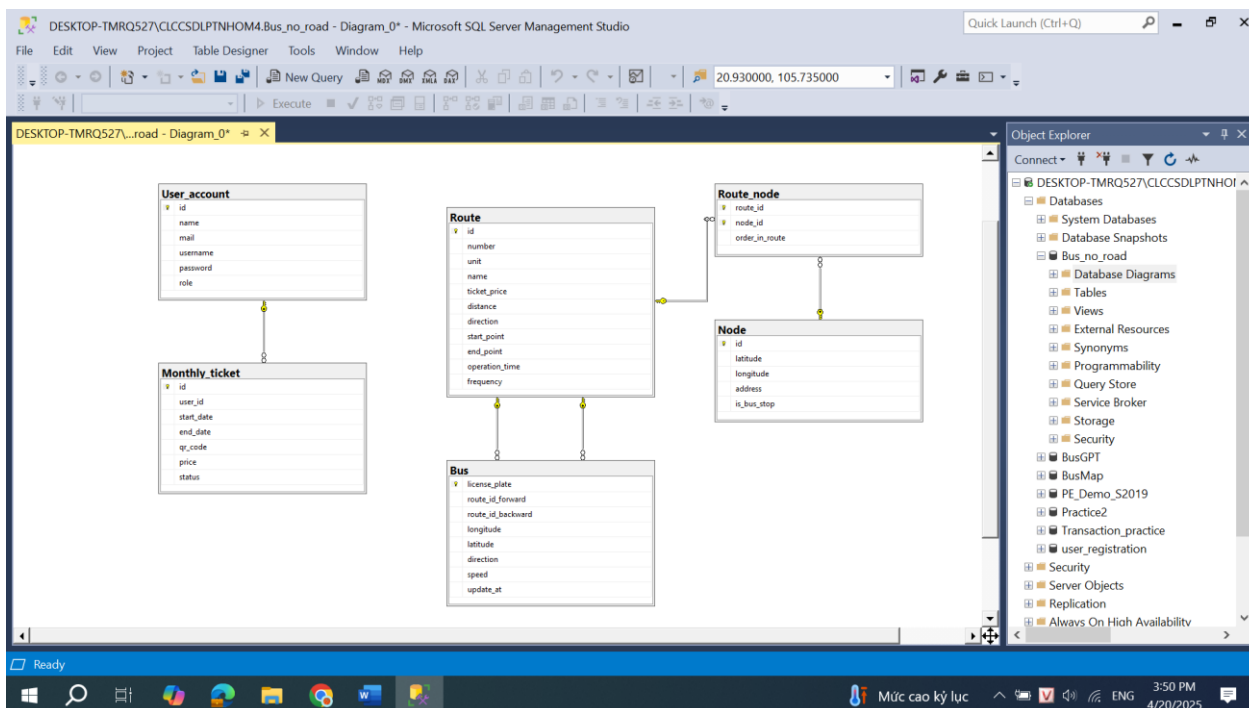 DESKTOP-TMRQ527\CLCCSDLPTNHOM4.Bus_no_road - Diagram_0* - Microsoft SQL Server Management Studio
Quick Launch (Ctrl+Q)
File Edit View Project Table Designer Tools Window Help
New Query
MDX DMX XMLA DAX
20.930000, 105.735000
Execute
DESKTOP-TMRQ527\...road - Diagram_0*
User_account
id
name
mail
username
password
role
Monthly_ticket
id
user_id
start_date
end_date
qr_code
price
status
Route
id
number
unit
name
ticket_price
distance
direction
start_point
end_point
operation_time
frequency
Bus
license_plate
route_id_forward
route_id_backward
longitude
latitude
direction
speed
update_at
Route_node
route_id
node_id
order_in_route
Node
id
latitude
longitude
address
is_bus_stop
Object Explorer
Connect
DESKTOP-TMRQ527\CLCCSDLPTNHOI
Databases
System Databases
Database Snapshots
Bus_no_road
Database Diagrams
Tables
Views
External Resources
Synonyms
Programmability
Query Store
Service Broker
Storage
Security
BusGPT
BusMap
PE_Demo_S2019
Practice2
Transaction_practice
user_registration
Security
Server Objects
Replication
Always On High Availability
Ready
Mức cao kỷ lục
V
ENG
3:50 PM
4/20/2025